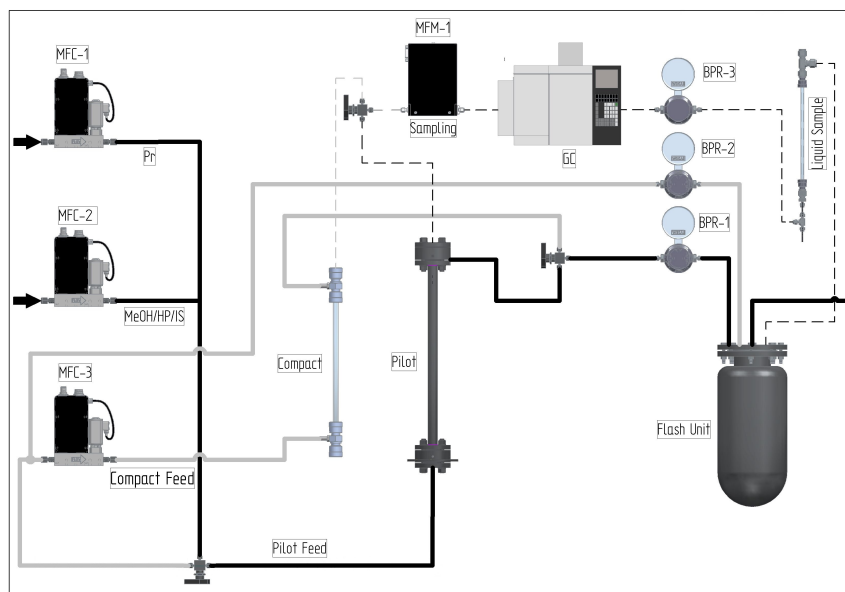 MFC-1
MFM-1
BPR-3
Sampling
GC
Liquid Sample
Pr
BPR-2
MFC-2
BPR-1
MeOH/HP/IS
MFC-3
Compact
Pilot
Flash Unit
Compact Feed
Pilot Feed